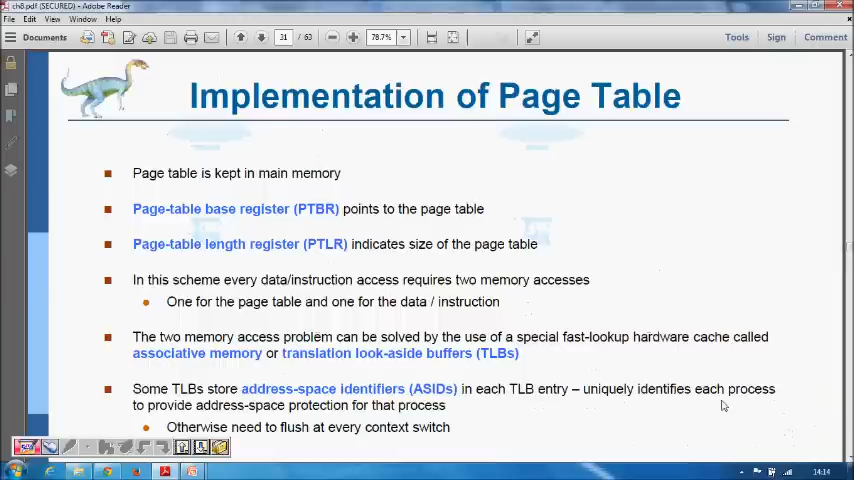 ch8.pdf (SECURED) - Adobe Reader
File Edit View Window Help
Documents 31 / 63 78.7% Tools Sign Comment
Implementation of Page Table
Page table is kept in main memory
Page-table base register (PTBR) points to the page table
Page-table length register (PTLR) indicates size of the page table
In this scheme every data/instruction access requires two memory accesses
One for the page table and one for the data / instruction
The two memory access problem can be solved by the use of a special fast-lookup hardware cache called
associative memory or translation look-aside buffers (TLBs)
Some TLBs store address-space identifiers (ASIDs) in each TLB entry – uniquely identifies each process
to provide address-space protection for that process
Otherwise need to flush at every context switch
14:14